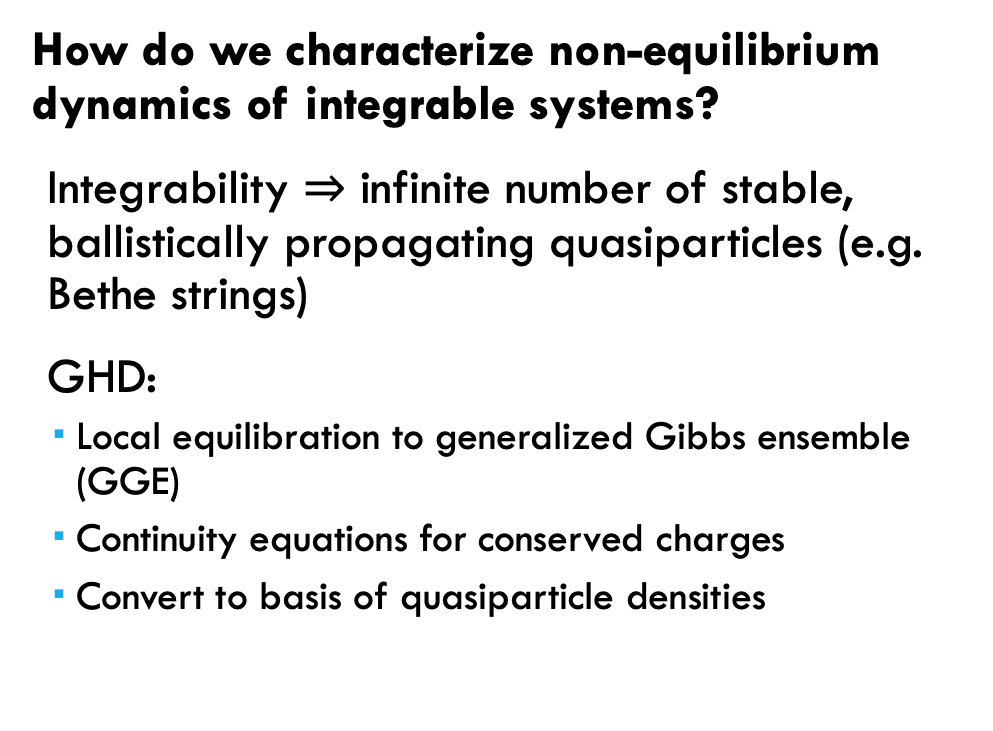 How do we characterize non-equilibrium
dynamics of integrable systems?
Integrability ⇒ infinite number of stable,
ballistically propagating quasiparticles (e.g.
Bethe strings)
GHD:
▪ Local equilibration to generalized Gibbs ensemble
(GGE)
▪ Continuity equations for conserved charges
▪ Convert to basis of quasiparticle densities